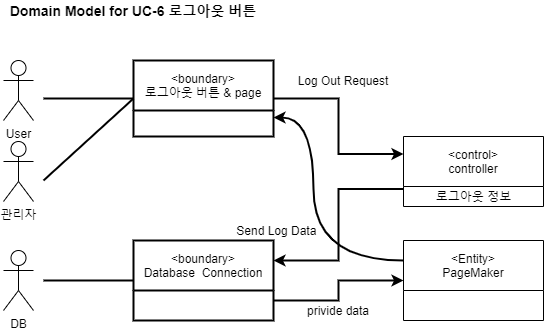 Domain Model for UC-6 로그아웃 버튼
<boundary>
로그아웃 버튼 & page
Log Out Request
User
<control>
controller
로그아웃 정보
관리자
Send Log Data
<boundary>
Database Connection
<Entity>
PageMaker
privide data
DB